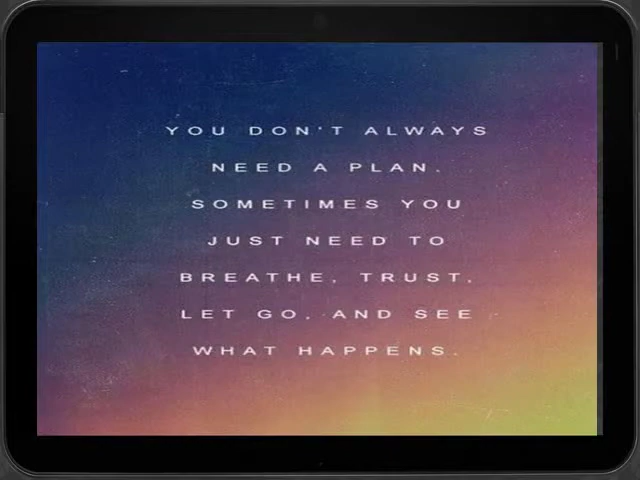 YOU DON'T ALWAYS
NEED A PLAN.
SOMETIMES YOU
JUST NEED TO
BREATHE, TRUST,
LET GO, AND SEE
WHAT HAPPENS.